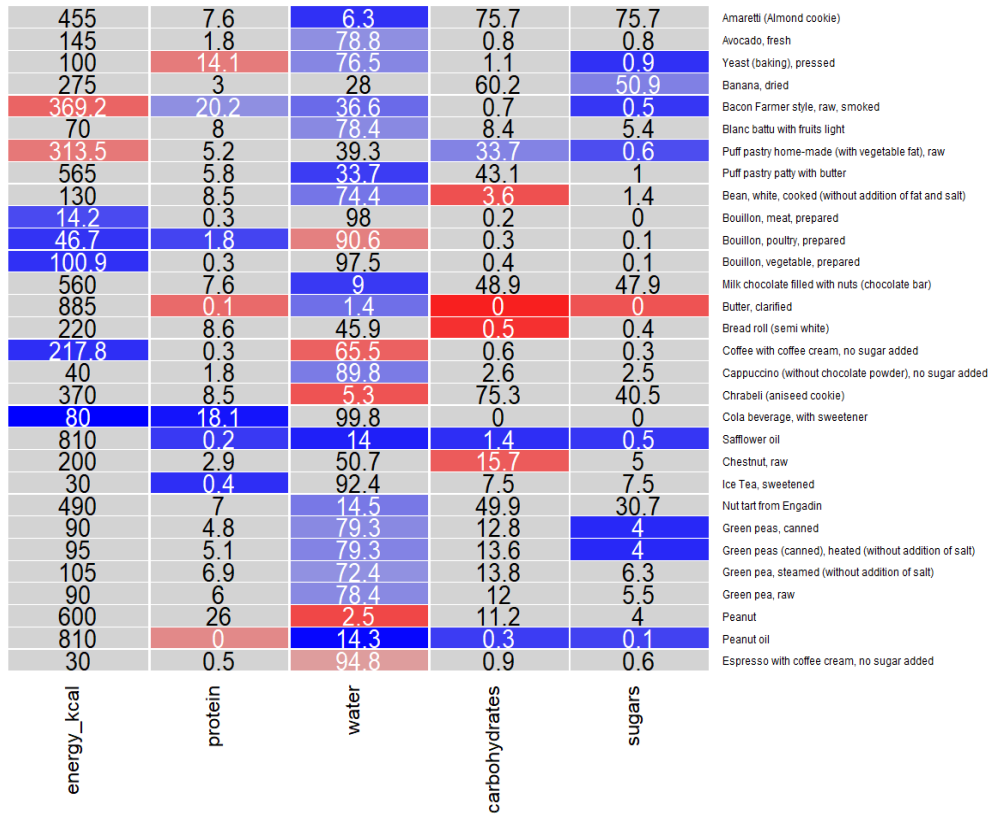 455 7.6 6.3 75.7 75.7 Amaretti (Almond cookie)
145 1.8 78.8 0.8 0.8 Avocado, fresh
100 14.1 76.5 1.1 0.9 Yeast (baking), pressed
275 3 28 60.2 50.9 Banana, dried
369.2 20.2 36.6 0.7 0.5 Bacon Farmer style, raw, smoked
70 8 78.4 8.4 5.4 Blanc battu with fruits light
313.5 5.2 39.3 33.7 0.6 Puff pastry home-made (with vegetable fat), raw
565 5.8 33.7 43.1 1 Puff pastry patty with butter
130 8.5 74.4 3.6 1.4 Bean, white, cooked (without addition of fat and salt)
14.2 0.3 98 0.2 0 Bouillon, meat, prepared
46.7 1.8 90.6 0.3 0.1 Bouillon, poultry, prepared
100.9 0.3 97.5 0.4 0.1 Bouillon, vegetable, prepared
560 7.6 9 48.9 47.9 Milk chocolate filled with nuts (chocolate bar)
885 0.1 1.4 0 0 Butter, clarified
220 8.6 45.9 0.5 0.4 Bread roll (semi white)
217.8 0.3 65.5 0.6 0.3 Coffee with coffee cream, no sugar added
40 1.8 89.8 2.6 2.5 Cappuccino (without chocolate powder), no sugar added
370 8.5 5.3 75.3 40.5 Chrabeli (aniseed cookie)
80 18.1 99.8 0 0 Cola beverage, with sweetener
810 0.2 14 1.4 0.5 Safflower oil
200 2.9 50.7 15.7 5 Chestnut, raw
30 0.4 92.4 7.5 7.5 Ice Tea, sweetened
490 7 14.5 49.9 30.7 Nut tart from Engadin
90 4.8 79.3 12.8 4 Green peas, canned
95 5.1 79.3 13.6 4 Green peas (canned), heated (without addition of salt)
105 6.9 72.4 13.8 6.3 Green pea, steamed (without addition of salt)
90 6 78.4 12 5.5 Green pea, raw
600 26 2.5 11.2 4 Peanut
810 0 14.3 0.3 0.1 Peanut oil
30 0.5 94.8 0.9 0.6 Espresso with coffee cream, no sugar added
energy_kcal protein water carbohydrates sugars